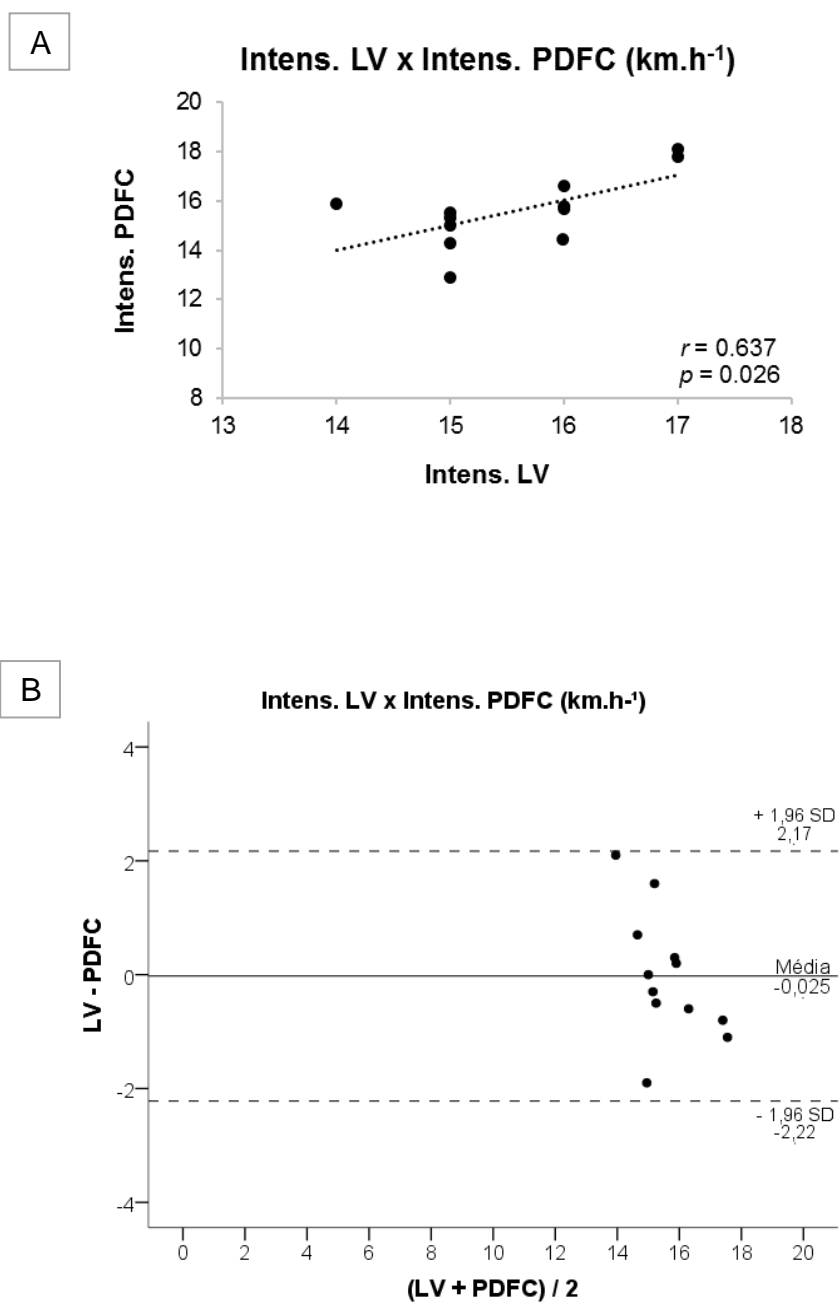 A
Intens. LV x Intens. PDFC (km.h-1)
20
18
16
14
12
10
8
Intens. PDFC
r = 0.637
p = 0.026
13 14 15 16 17 18
Intens. LV
B
Intens. LV x Intens. PDFC (km.h-¹)
4
2
0
-2
-4
LV - PDFC
+ 1,96 SD
2,17
Média
-0,025
- 1,96 SD
-2,22
0 2 4 6 8 10 12 14 16 18 20
(LV + PDFC) / 2